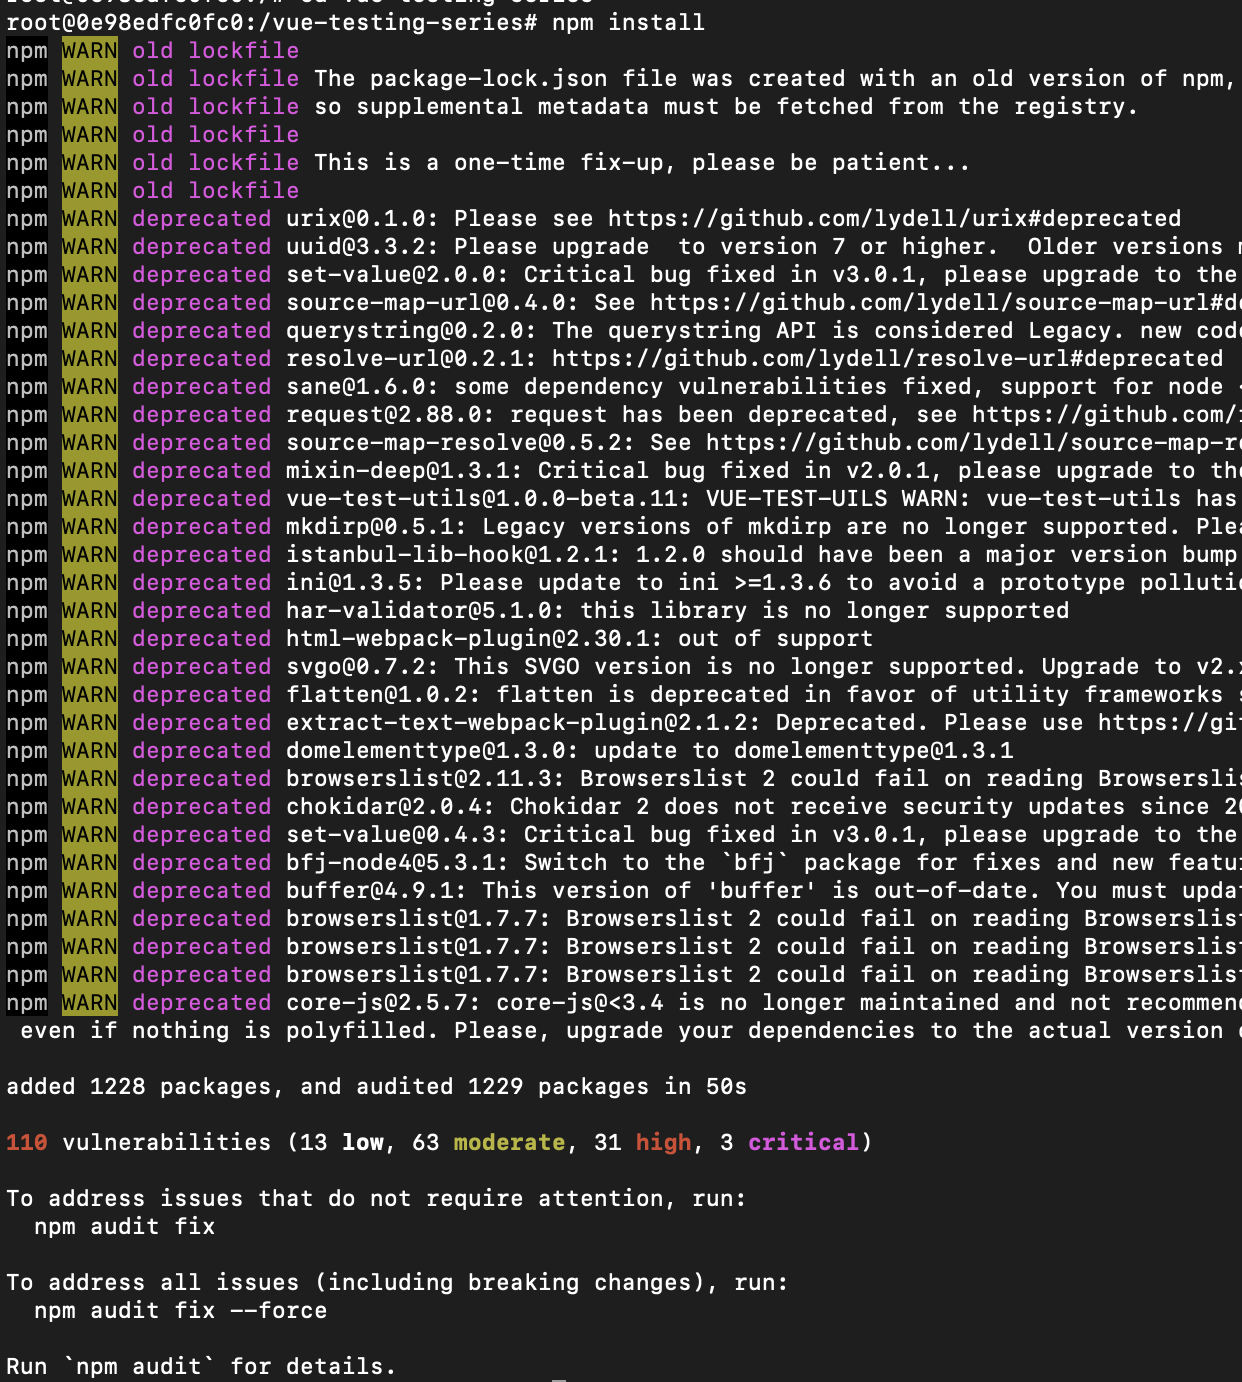 root@0e98edfc0fc0:/vue-testing-series# npm install
npm WARN old lockfile
npm WARN old lockfile The package-lock.json file was created with an old version of npm,
npm WARN old lockfile so supplemental metadata must be fetched from the registry.
npm WARN old lockfile
npm WARN old lockfile This is a one-time fix-up, please be patient...
npm WARN old lockfile
npm WARN deprecated urix@0.1.0: Please see https://github.com/lydell/urix#deprecated
npm WARN deprecated uuid@3.3.2: Please upgrade  to version 7 or higher.  Older versions
npm WARN deprecated set-value@2.0.0: Critical bug fixed in v3.0.1, please upgrade to the
npm WARN deprecated source-map-url@0.4.0: See https://github.com/lydell/source-map-url#d
npm WARN deprecated querystring@0.2.0: The querystring API is considered Legacy. new cod
npm WARN deprecated resolve-url@0.2.1: https://github.com/lydell/resolve-url#deprecated
npm WARN deprecated sane@1.6.0: some dependency vulnerabilities fixed, support for node
npm WARN deprecated request@2.88.0: request has been deprecated, see https://github.com/
npm WARN deprecated source-map-resolve@0.5.2: See https://github.com/lydell/source-map-r
npm WARN deprecated mixin-deep@1.3.1: Critical bug fixed in v2.0.1, please upgrade to th
npm WARN deprecated vue-test-utils@1.0.0-beta.11: VUE-TEST-UILS WARN: vue-test-utils has
npm WARN deprecated mkdirp@0.5.1: Legacy versions of mkdirp are no longer supported. Ple
npm WARN deprecated istanbul-lib-hook@1.2.1: 1.2.0 should have been a major version bump
npm WARN deprecated ini@1.3.5: Please update to ini >=1.3.6 to avoid a prototype polluti
npm WARN deprecated har-validator@5.1.0: this library is no longer supported
npm WARN deprecated html-webpack-plugin@2.30.1: out of support
npm WARN deprecated svgo@0.7.2: This SVGO version is no longer supported. Upgrade to v2.x
npm WARN deprecated flatten@1.0.2: flatten is deprecated in favor of utility frameworks
npm WARN deprecated extract-text-webpack-plugin@2.1.2: Deprecated. Please use https://gi
npm WARN deprecated domelementtype@1.3.0: update to domelementtype@1.3.1
npm WARN deprecated browserslist@2.11.3: Browserslist 2 could fail on reading Browsersli
npm WARN deprecated chokidar@2.0.4: Chokidar 2 does not receive security updates since 2
npm WARN deprecated set-value@0.4.3: Critical bug fixed in v3.0.1, please upgrade to the
npm WARN deprecated bfj-node4@5.3.1: Switch to the `bfj` package for fixes and new featu
npm WARN deprecated buffer@4.9.1: This version of 'buffer' is out-of-date. You must upda
npm WARN deprecated browserslist@1.7.7: Browserslist 2 could fail on reading Browserslis
npm WARN deprecated browserslist@1.7.7: Browserslist 2 could fail on reading Browserslis
npm WARN deprecated browserslist@1.7.7: Browserslist 2 could fail on reading Browserslis
npm WARN deprecated core-js@2.5.7: core-js@<3.4 is no longer maintained and not recommen
even if nothing is polyfilled. Please, upgrade your dependencies to the actual version
added 1228 packages, and audited 1229 packages in 50s
110 vulnerabilities (13 low, 63 moderate, 31 high, 3 critical)
To address issues that do not require attention, run:
npm audit fix
To address all issues (including breaking changes), run:
npm audit fix --force
Run `npm audit` for details.